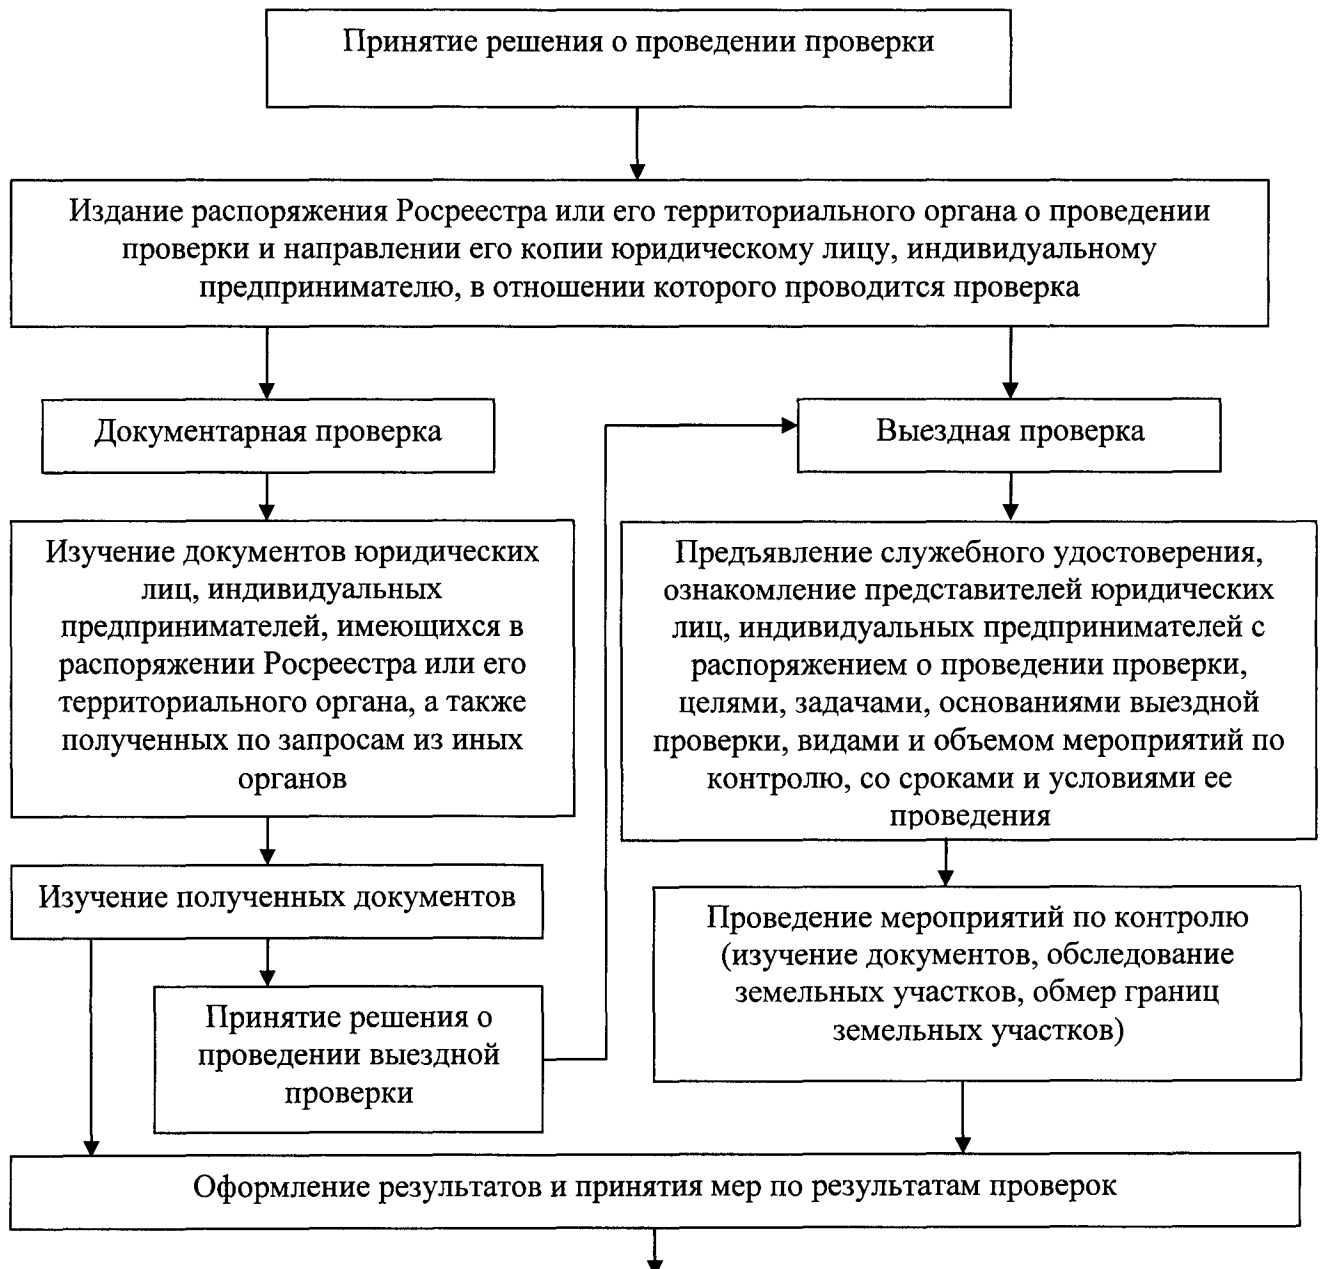 Принятие решения о проведении проверки
Издание распоряжения Росреестра или его территориального органа о проведении
проверки и направлении его копии юридическому лицу, индивидуальному
предпринимателю, в отношении которого проводится проверка
Документарная проверка
Выездная проверка
Изучение документов юридических
лиц, индивидуальных
предпринимателей, имеющихся в
распоряжении Росреестра или его
территориального органа, а также
полученных по запросам из иных
органов
Предъявление служебного удостоверения,
ознакомление представителей юридических
лиц, индивидуальных предпринимателей с
распоряжением о проведении проверки,
целями, задачами, основаниями выездной
проверки, видами и объемом мероприятий по
контролю, со сроками и условиями ее
проведения
Изучение полученных документов
Проведение мероприятий по контролю
(изучение документов, обследование
земельных участков, обмер границ
земельных участков)
Принятие решения о
проведении выездной
проверки
Оформление результатов и принятия мер по результатам проверок